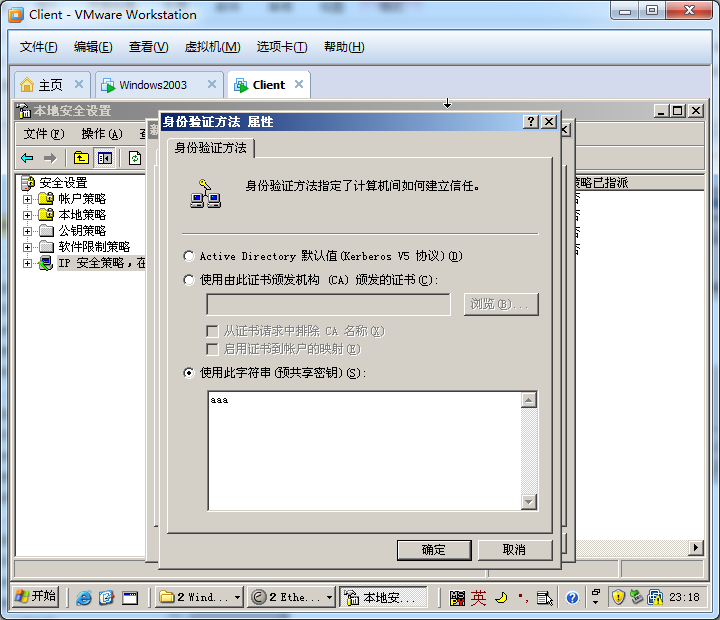 Client - VMware Workstation
文件(F) 编辑(E) 查看(V) 虚拟机(M) 选项卡(T) 帮助(H)
主页 Windows2003 Client
本地安全设置
文件(F) 操作(A)
身份验证方法 属性
身份验证方法
身份验证方法指定了计算机间如何建立信任。
安全设置
帐户策略
本地策略
公钥策略
软件限制策略
IP 安全策略，在
略已指派
否
否
否
Active Directory 默认值(Kerberos V5 协议)(D)
使用由此证书颁发机构 (CA) 颁发的证书(C):
浏览(B)...
从证书请求中排除 CA 名称(X)
启用证书到帐户的映射(E)
使用此字符串(预共享密钥)(S):
aaa
确定 取消
开始 2 Wind... 2 Ethe... 本地安... 英 23:18